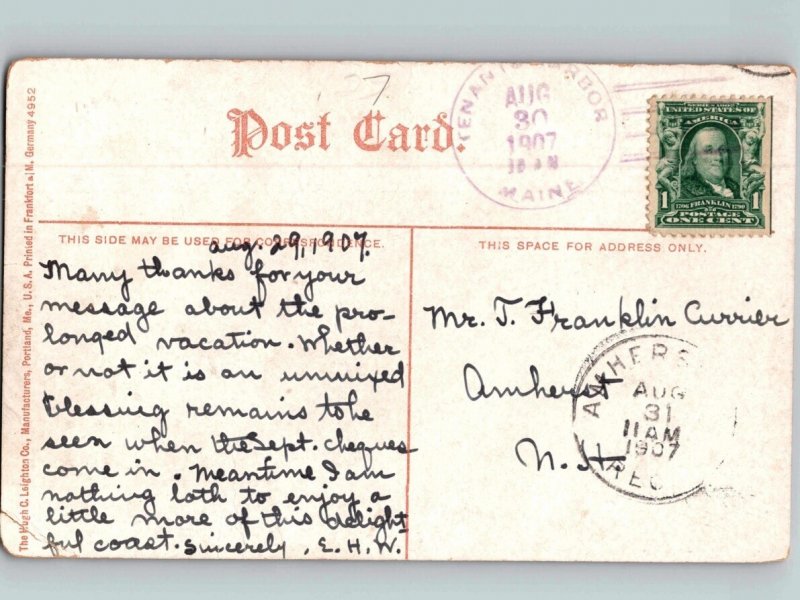 7
Post Card.
TENANTS HARBOR
AUG
30
1907
MAINE
SERIES 1902
UNITED STATES OF
AMERICA
1 1
1706 FRANKLIN 1790
POSTAGE
ONE CENT
THIS SIDE MAY BE USED FOR CORRESPONDENCE.
THIS SPACE FOR ADDRESS ONLY.
Aug. 29, 1907.
Many thanks for your
message about the pro-
longed vacation. Whether
or not it is an unmixed
blessing remains to be
seen when the Sept. cheques
come in. Meantime I am
nothing loth to enjoy a
little more of this delight
ful coast. Sincerely, E.H.W.
Mr. T. Franklin Currier
Amherst
N.H.
AMHERST
AUG
31
11 AM
1907
REC'D
The Hugh C. Leighton Co., Manufacturers, Portland, Me., U.S.A. Printed in Frankfort a/M, Germany 4952